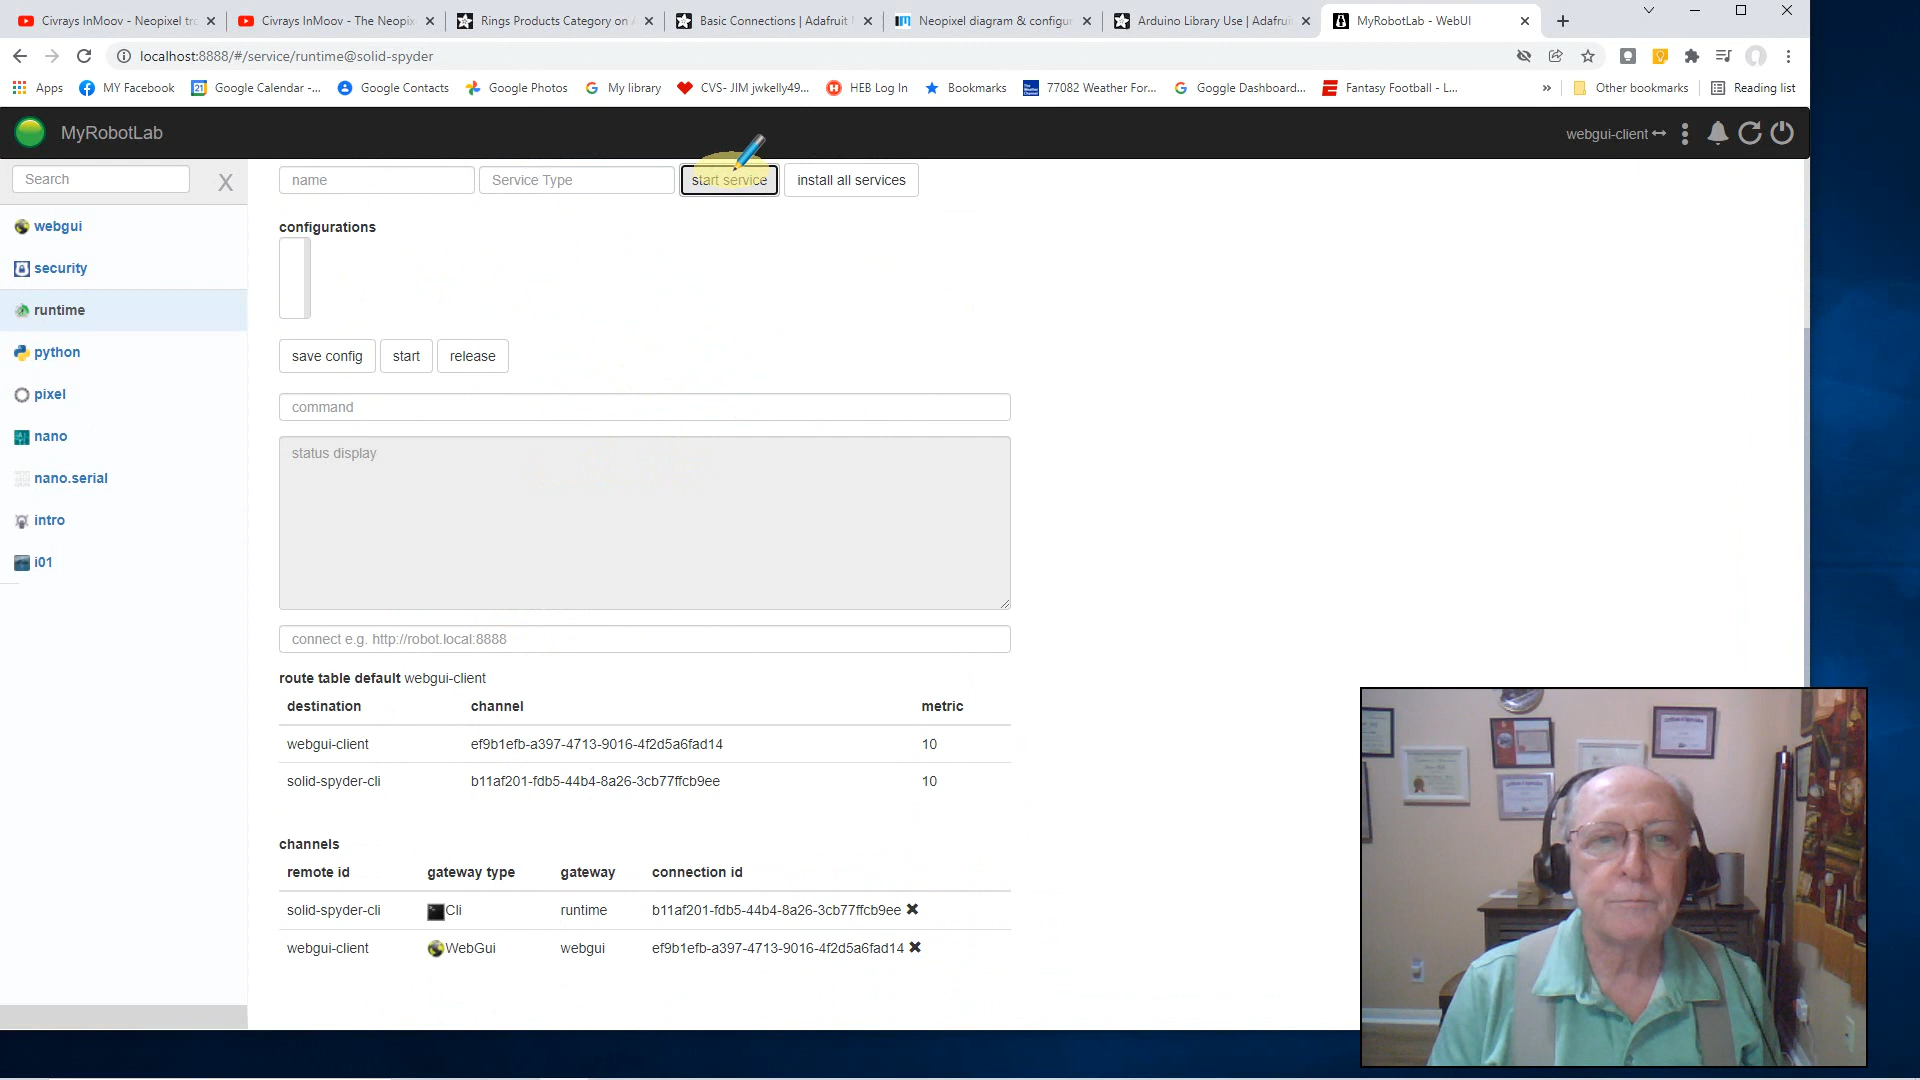 Civrays InMoov - Neopixel tro
Civrays InMoov - The Neopixe
Rings Products Category on A
Basic Connections | Adafruit
Neopixel diagram & configur
Arduino Library Use | Adafrui
MyRobotLab - WebUI
localhost:8888/#/service/runtime@solid-spyder
Apps
MY Facebook
Google Calendar -...
Google Contacts
Google Photos
My library
CVS- JIM jwkelly49...
HEB Log In
Bookmarks
77082 Weather For...
Goggle Dashboard...
Fantasy Football - L...
»
Other bookmarks
Reading list
MyRobotLab
webgui-client
Search
X
name
Service Type
start service
install all services
webgui
security
runtime
python
pixel
nano
nano.serial
intro
i01
configurations
save config
start
release
command
status display
connect e.g. http://robot.local:8888
route table default webgui-client
destination channel metric
webgui-client ef9b1efb-a397-4713-9016-4f2d5a6fad14 10
solid-spyder-cli b11af201-fdb5-44b4-8a26-3cb77ffcb9ee 10
channels
remote id gateway type gateway connection id
solid-spyder-cli Cli runtime b11af201-fdb5-44b4-8a26-3cb77ffcb9ee
webgui-client WebGui webgui ef9b1efb-a397-4713-9016-4f2d5a6fad14